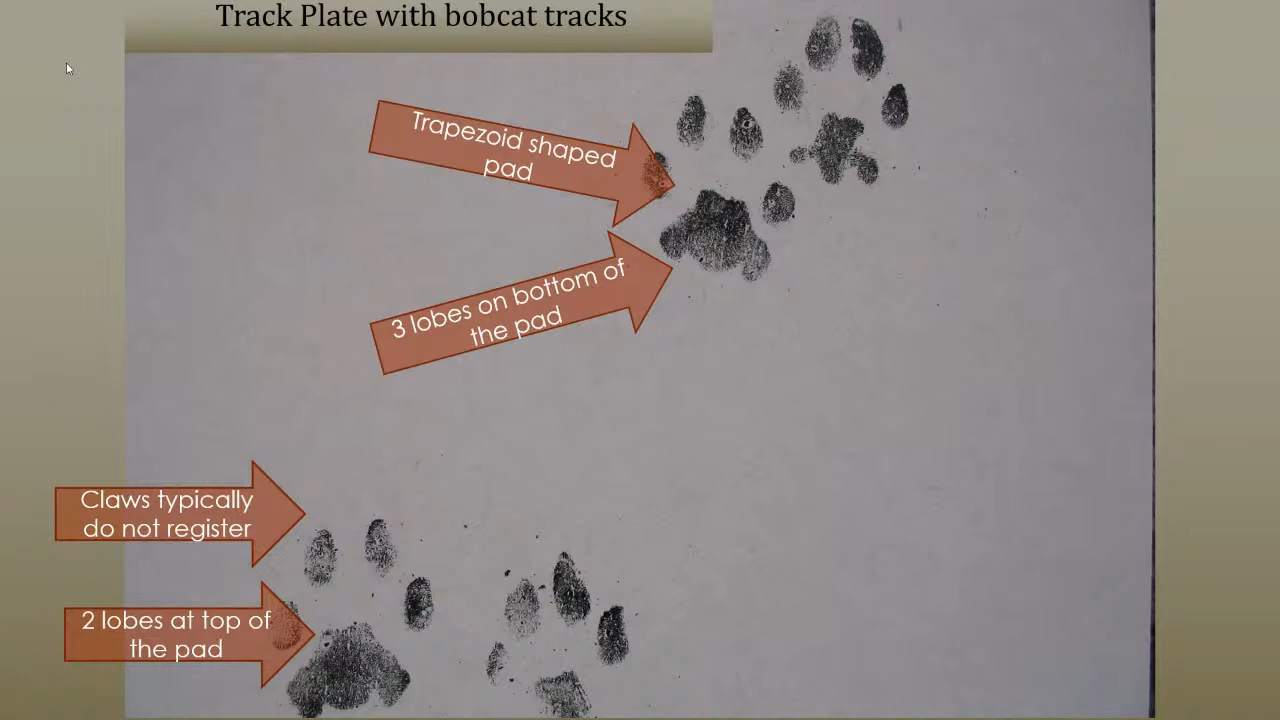 Track Plate with bobcat tracks
Trapezoid shaped
pad
3 lobes on bottom of
the pad
Claws typically
do not register
2 lobes at top of
the pad